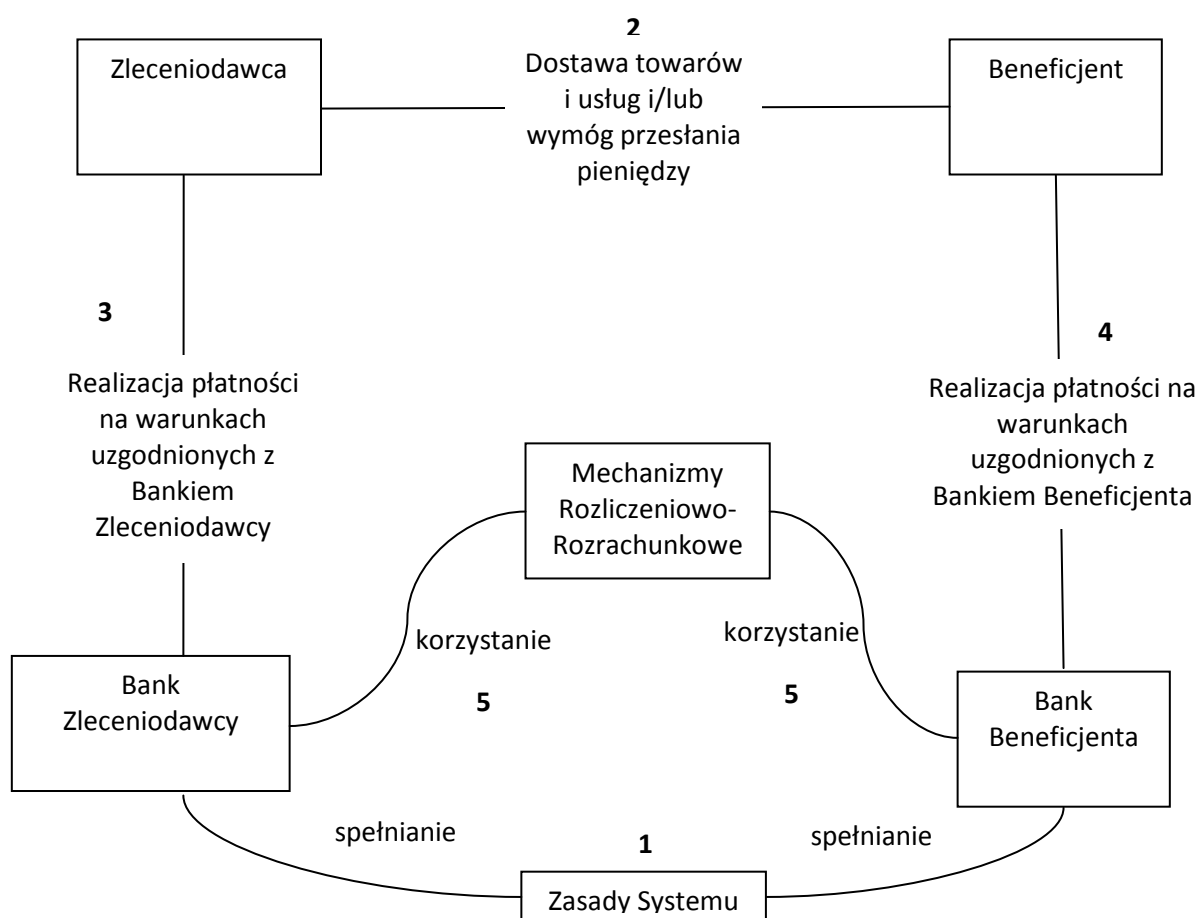 2
Zleceniodawca
Dostawa towarów
i usług i/lub
wymóg przesłania
pieniędzy
Beneficjent
3
Realizacja płatności
na warunkach
uzgodnionych z
Bankiem
Zleceniodawcy
4
Realizacja płatności na
warunkach
uzgodnionych z
Bankiem Beneficjenta
Mechanizmy
Rozliczeniowo-
Rozrachunkowe
korzystanie
5
korzystanie
5
Bank
Zleceniodawcy
Bank
Beneficjenta
spełnianie
1
spełnianie
Zasady Systemu